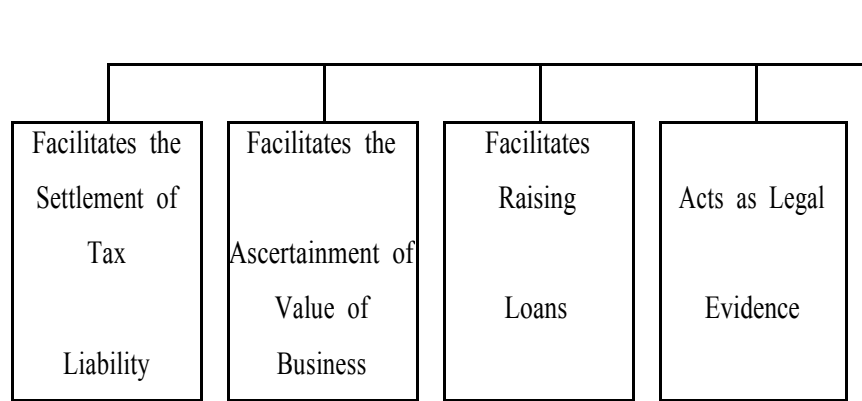 Facilitates the
Settlement of
Tax
Liability
Facilitates the
Ascertainment of
Value of
Business
Facilitates
Raising
Loans
Acts as Legal
Evidence